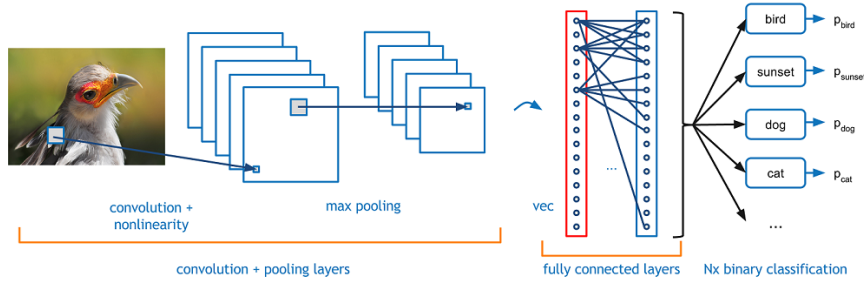 bird
p_bird
sunset
p_sunset
dog
p_dog
cat
p_cat
...
...
convolution +
nonlinearity
max pooling
vec
convolution + pooling layers
fully connected layers
Nx binary classification